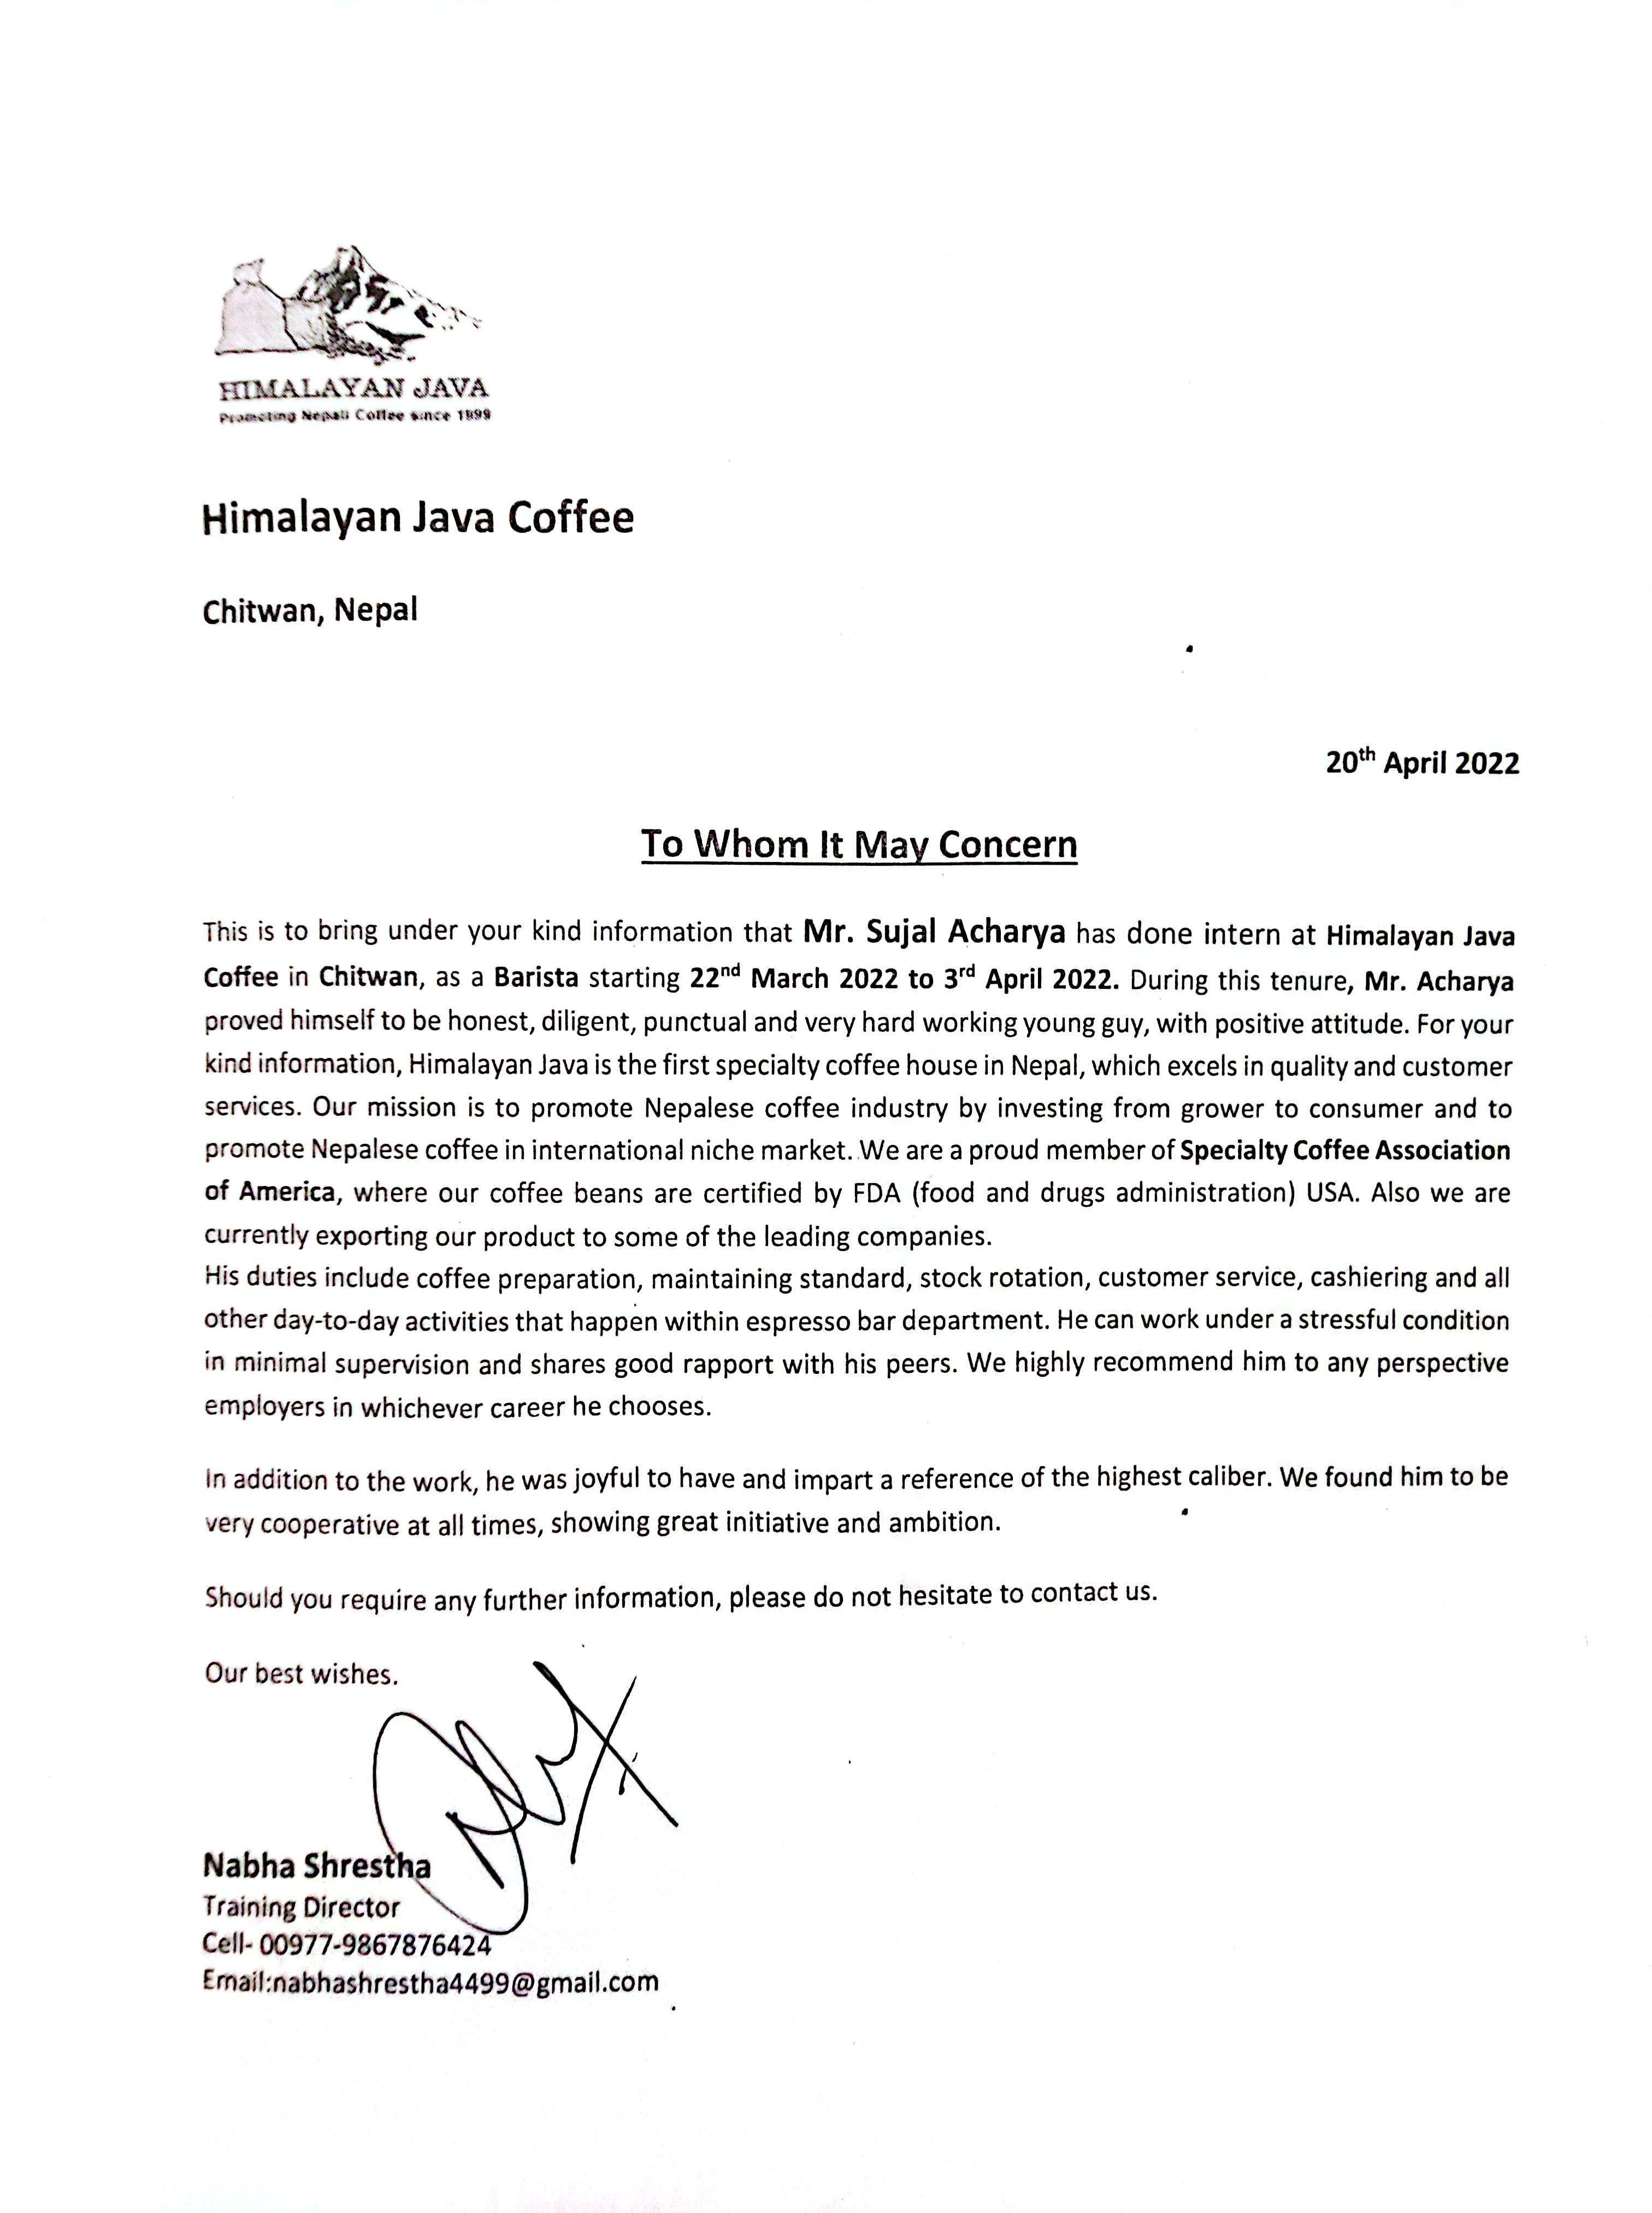 HIMALAYAN JAVA
Promoting Nepali Coffee since 1999
Himalayan Java Coffee
Chitwan, Nepal
20th April 2022
To Whom It May Concern
This is to bring under your kind information that Mr. Sujal Acharya has done intern at Himalayan Java
Coffee in Chitwan, as a Barista starting 22nd March 2022 to 3rd April 2022. During this tenure, Mr. Acharya
proved himself to be honest, diligent, punctual and very hard working young guy, with positive attitude. For your
kind information, Himalayan Java is the first specialty coffee house in Nepal, which excels in quality and customer
services. Our mission is to promote Nepalese coffee industry by investing from grower to consumer and to
promote Nepalese coffee in international niche market. We are a proud member of Specialty Coffee Association
of America, where our coffee beans are certified by FDA (food and drugs administration) USA. Also we are
currently exporting our product to some of the leading companies.
His duties include coffee preparation, maintaining standard, stock rotation, customer service, cashiering and all
other day-to-day activities that happen within espresso bar department. He can work under a stressful condition
in minimal supervision and shares good rapport with his peers. We highly recommend him to any perspective
employers in whichever career he chooses.
In addition to the work, he was joyful to have and impart a reference of the highest caliber. We found him to be
very cooperative at all times, showing great initiative and ambition.
Should you require any further information, please do not hesitate to contact us.
Our best wishes.
Nabha Shrestha
Training Director
Cell- 00977-9867876424
Email:nabhashrestha4499@gmail.com